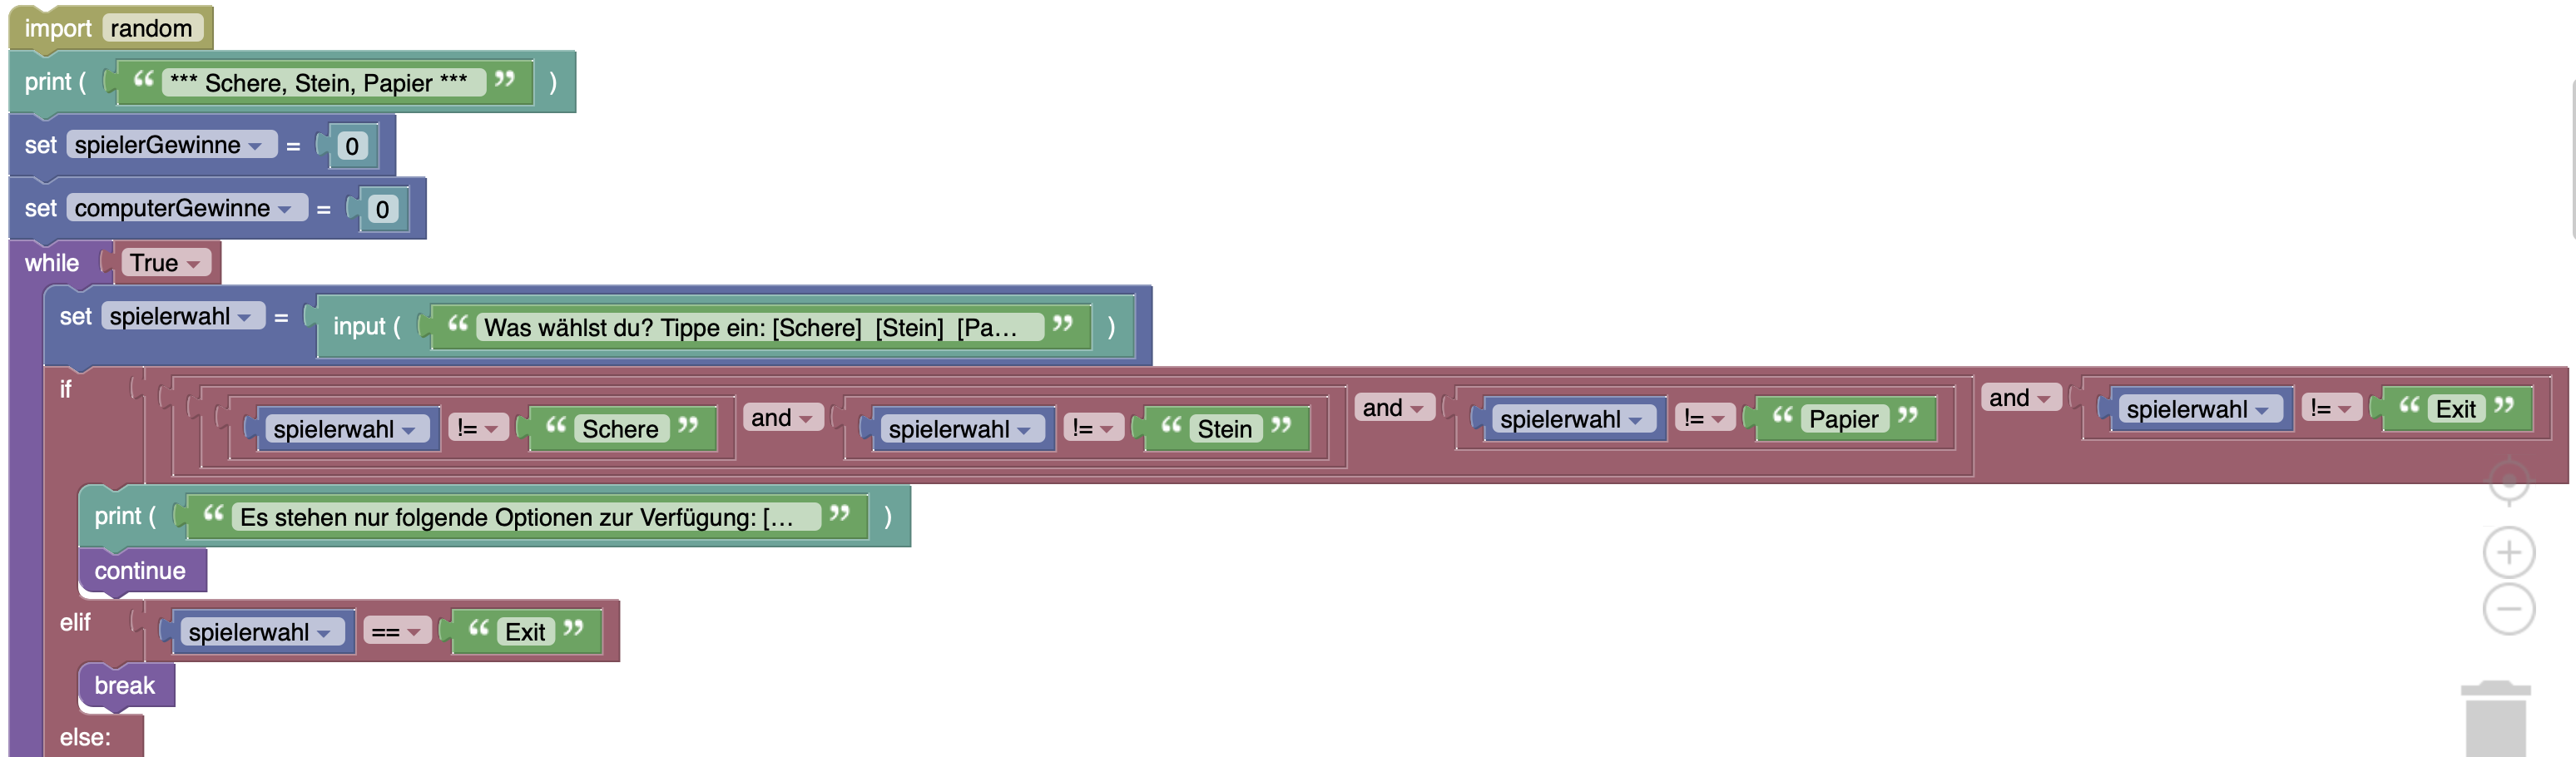 import random
print ( “ *** Schere, Stein, Papier *** ” )
set spielerGewinne = 0
set computerGewinne = 0
while True
set spielerwahl = input ( “ Was wählst du? Tippe ein: [Schere] [Stein] [Pa... ” )
if spielerwahl != “ Schere ” and spielerwahl != “ Stein ” and spielerwahl != “ Papier ” and spielerwahl != “ Exit ”
print ( “ Es stehen nur folgende Optionen zur Verfügung: [... ” )
continue
elif spielerwahl == “ Exit ”
break
else: